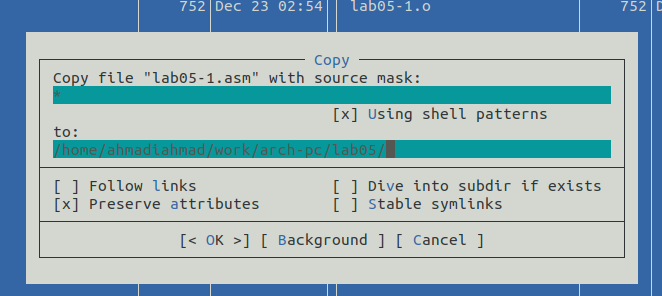 752 Dec 23 02:54 lab05-1.o 752 D
Copy
Copy file "lab05-1.asm" with source mask:
*
[x] Using shell patterns
to:
/home/ahmadiahmad/work/arch-pc/lab05/
[ ] Follow links [ ] Dive into subdir if exists
[x] Preserve attributes [ ] Stable symlinks
[< OK >] [ Background ] [ Cancel ]